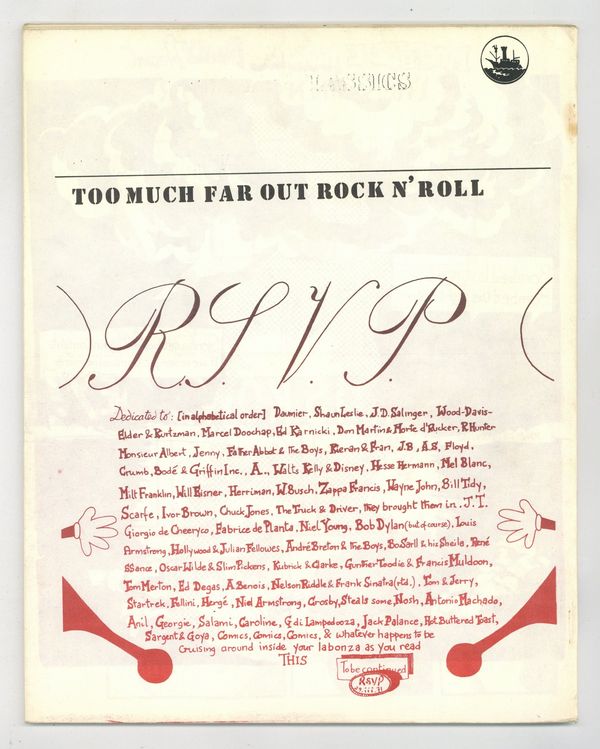 TOO MUCH FAR OUT ROCK N' ROLL
R.S.V.P
Dedicated to: [in alphabetical order] Daumier, Shaun Leslie, J.D. Salinger, Wood-Davis-
Elder & Kurtzman, Marcel Doochap, Ed Karnicki, Don Martin & Morte d'Rucker, R Hunter
Monsieur Albert, Jenny, Father Abbot & the Boys, Kieran & Fran, J.B, A.S, Floyd,
Crumb, Bodé & Griffin Inc., A.., Walts Kelly & Disney, Hesse Hermann, Mel Blanc,
Milt Franklin, Will Eisner, Herriman, W. Busch, Zappa Francis, Wayne John, Bill Tidy,
Scarfe, Ivor Brown, Chuck Jones, The Truck & Driver, they brought them in. J.T.
Giorgio de Cheeryco, Fabrice de Planta, Niel Young, Bob Dylan (but of course), Louis
Armstrong, Hollywood & Julian Fellowes, André Breton & the Boys, Bo Sarll & his Sheila, René
SSance, Oscar Wilde & Slim Pickens, Kubrick & Clarke, Gunther Toodie & Francis Muldoon,
Tom Merton, Ed Degas, A. Benois, Nelson Riddle & Frank Sinatra (rtd.), Tom & Jerry,
Startrek, Fellini, Hergé, Niel Armstrong, Crosby, Steals some Nosh, Antonio Machado,
Anil, Georgie, Salami, Caroline, G di Lampedooza, Jack Palance, Hot Buttered Toast,
Sargent & Goya, Comics, Comics, Comics, & whatever happens to be
cruising around inside your labonza as you read
THIS
To be continued
RSVP